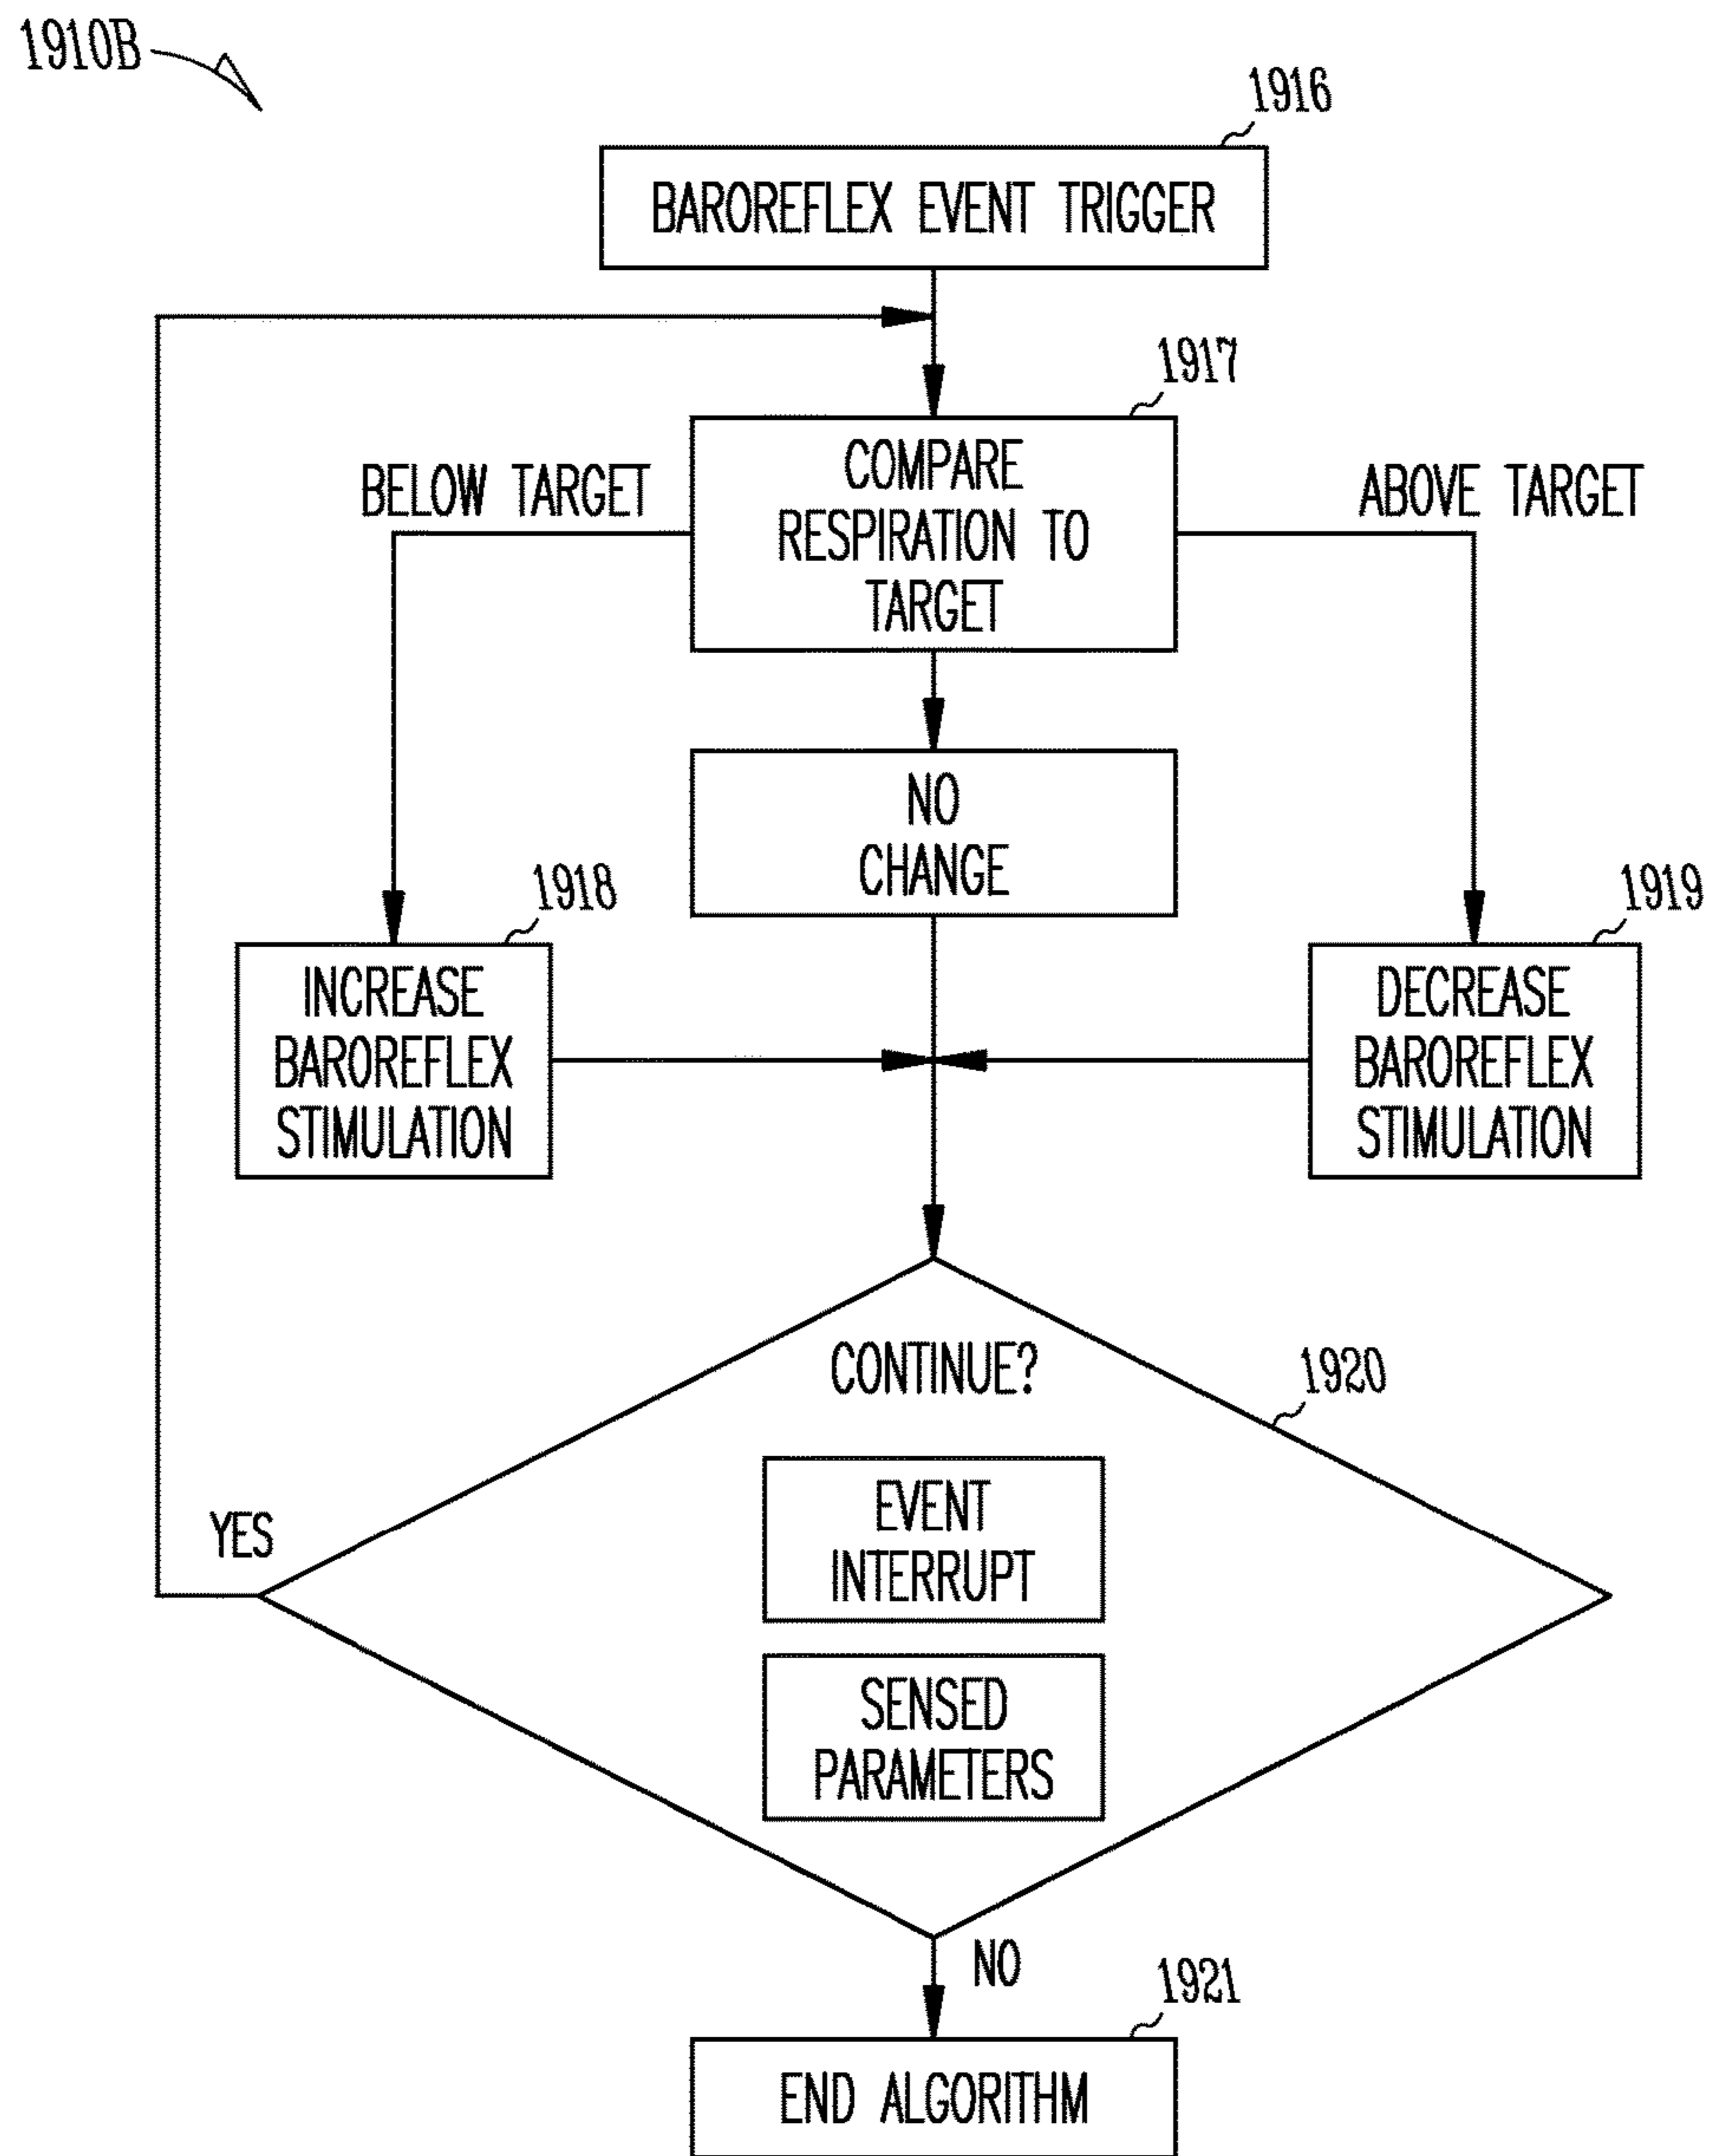 1910B
1916
BAROREFLEX EVENT TRIGGER
1917
BELOW TARGET
COMPARE
RESPIRATION TO
TARGET
ABOVE TARGET
NO
CHANGE
1918
INCREASE
BAROREFLEX
STIMULATION
1919
DECREASE
BAROREFLEX
STIMULATION
CONTINUE?
1920
EVENT
INTERRUPT
YES
SENSED
PARAMETERS
NO
1921
END ALGORITHM